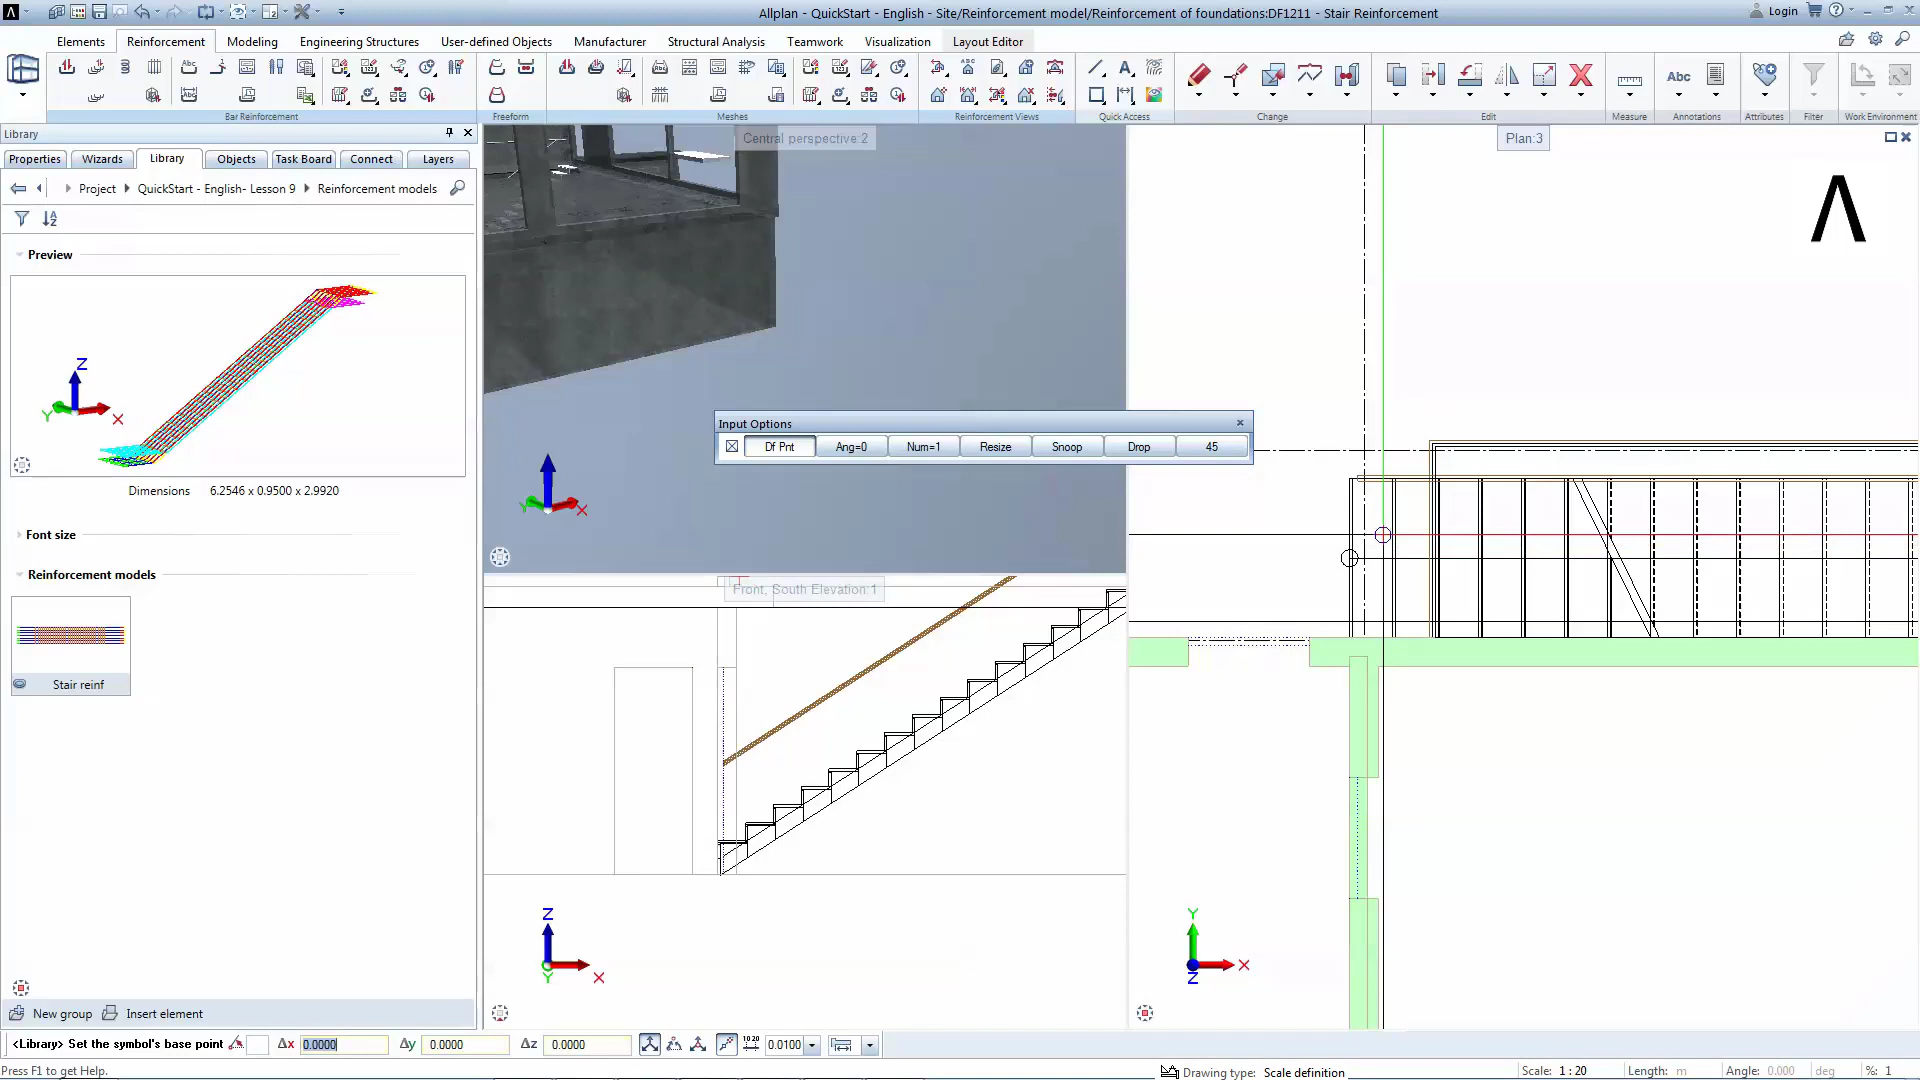 Allplan - QuickStart - English - Site/Reinforcement model/Reinforcement of foundations:DF1211 - Stair Reinforcement
Login
Elements Reinforcement Modeling Engineering Structures User-defined Objects Manufacturer Structural Analysis Teamwork Visualization Layout Editor
Abc
Bar Reinforcement Freeform Meshes Reinforcement Views Quick Access Change Edit Measure Annotations Attributes Filter Work Environment
Library
Properties Wizards Library Objects Task Board Connect Layers
Project QuickStart - English- Lesson 9 Reinforcement models
Preview
Z
Y
X
Dimensions 6.2546 x 0.9500 x 2.9920
Font size
Reinforcement models
Stair reinf
New group Insert element
Central perspective:2
Plan:3
Input Options
Df Pnt Ang=0 Num=1 Resize Snoop Drop 45
Y
X
Front, South Elevation:1
Z
Y
X
Y
X
Z
<Library> Set the symbol's base point Δx 0.0000 Δy 0.0000 Δz 0.0000 0.0100
Press F1 to get Help.
Drawing type: Scale definition Scale: 1 : 20 Length: m Angle: 0.000 deg %: 1